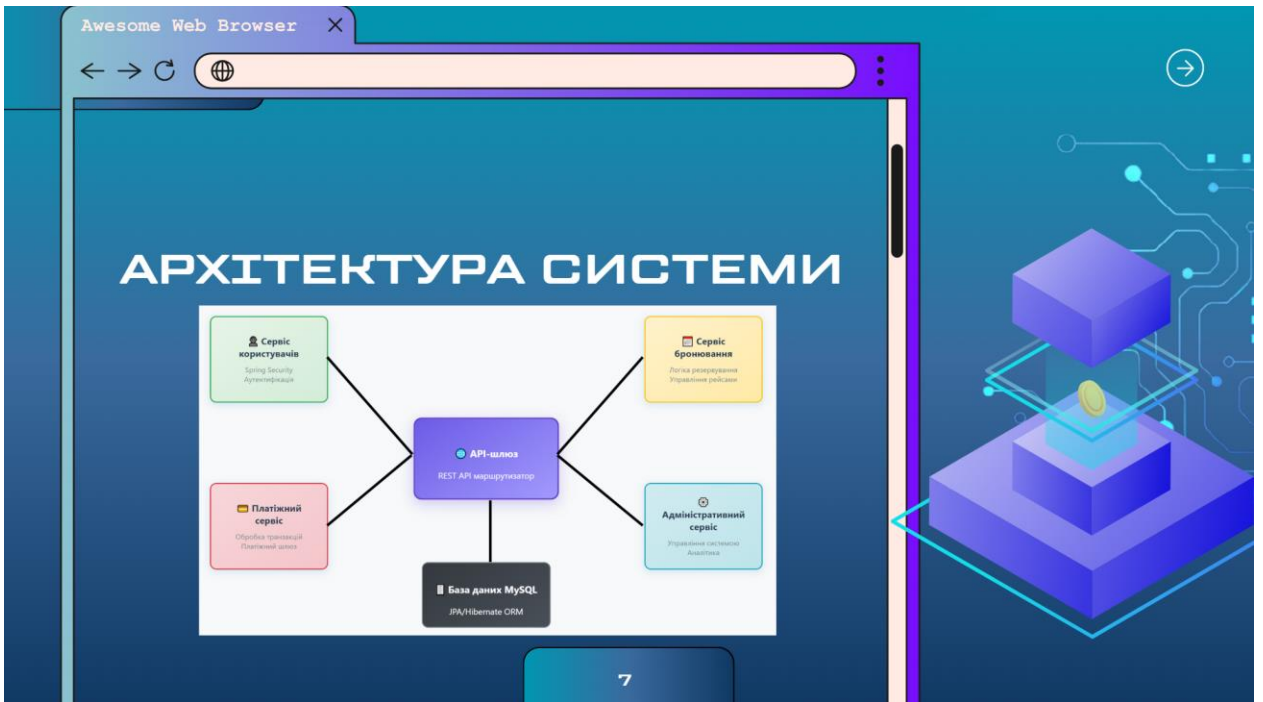 Awesome Web Browser
АРХІТЕКТУРА СИСТЕМИ
Сервіс
користувачів
Spring Security
Аутентифікація
Сервіс
бронювання
Логіка резервування
Управління рейсами
API-шлюз
REST API маршрутизатор
Платіжний
сервіс
Обробка транзакцій
Платіжний шлюз
Адміністративний
сервіс
Управління системою
Аналітика
База даних MySQL
JPA/Hibernate ORM
7